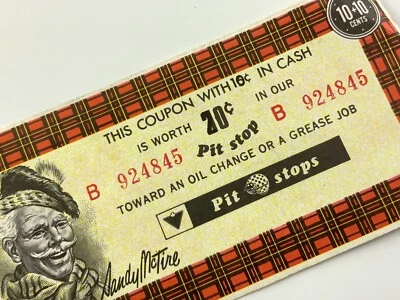 10+10
CENTS
THIS COUPON WITH 10¢ IN CASH
IS WORTH 70¢ IN OUR
Pit stop
B 924845
B 924845
TOWARD AN OIL CHANGE OR A GREASE JOB
Pit stops
Sandy McTire